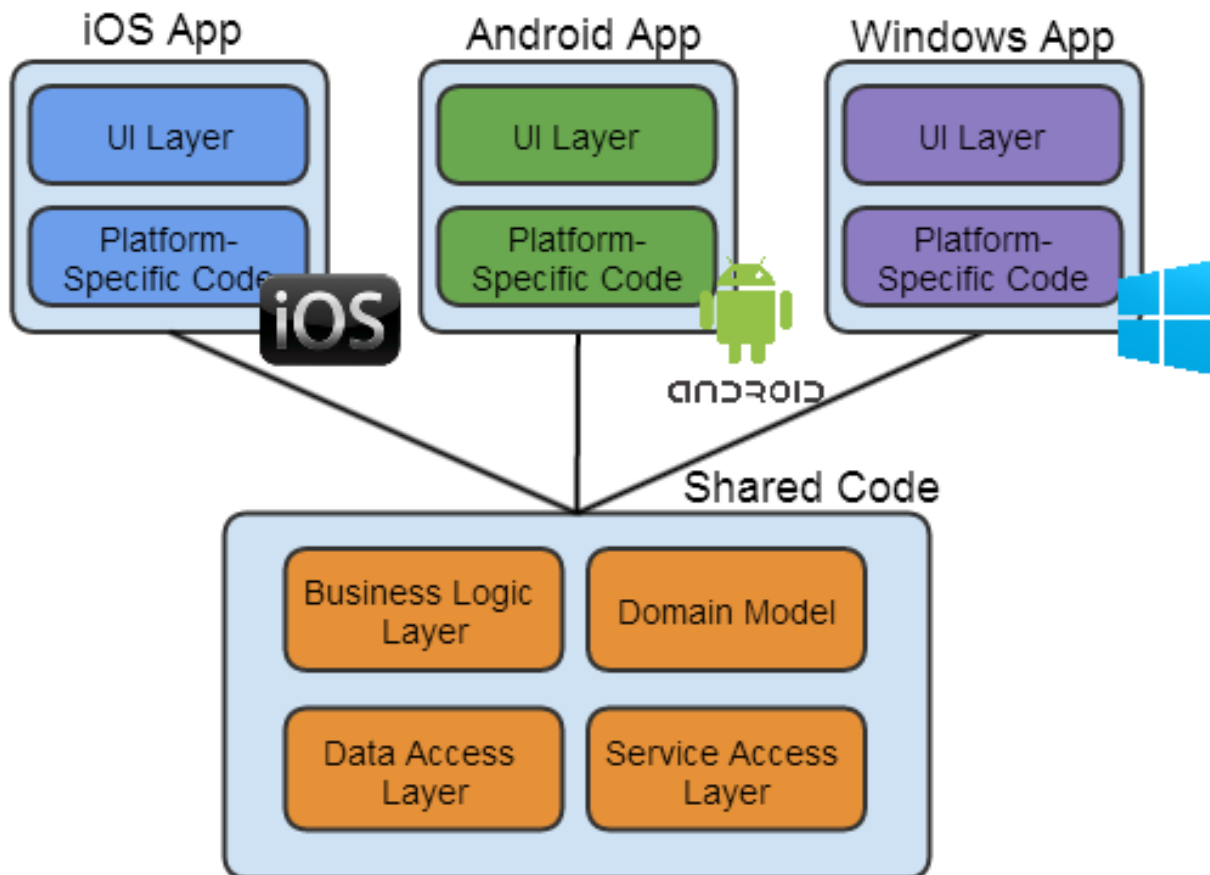 iOS App
Android App
Windows App
UI Layer
UI Layer
UI Layer
Platform-
Specific Code
Platform-
Specific Code
Platform-
Specific Code
iOS
ANDROID
Shared Code
Business Logic
Layer
Domain Model
Data Access
Layer
Service Access
Layer